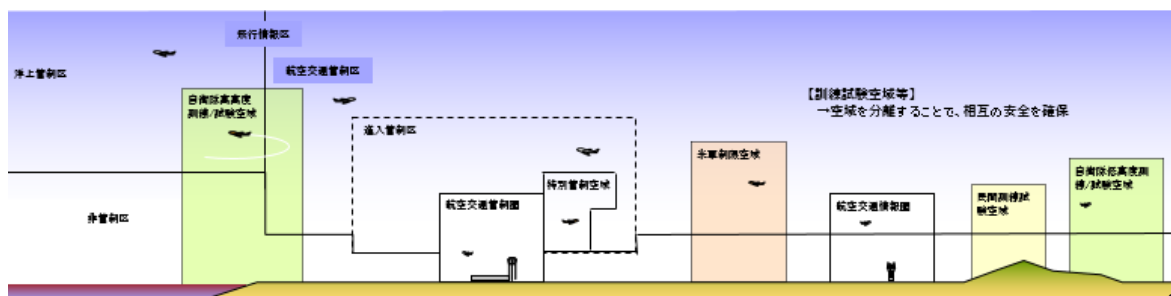 飛行情報区
洋上管制区
航空交通管制区
自衛隊高高度
訓練/試験空域
【訓練試験空域等】
→空域を分離することで、相互の安全を確保
進入管制区
米軍制限空域
特別管制空域
自衛隊低高度訓
練/試験空域
航空交通管制圏
航空交通情報圏
民間訓練試
験空域
非管制区